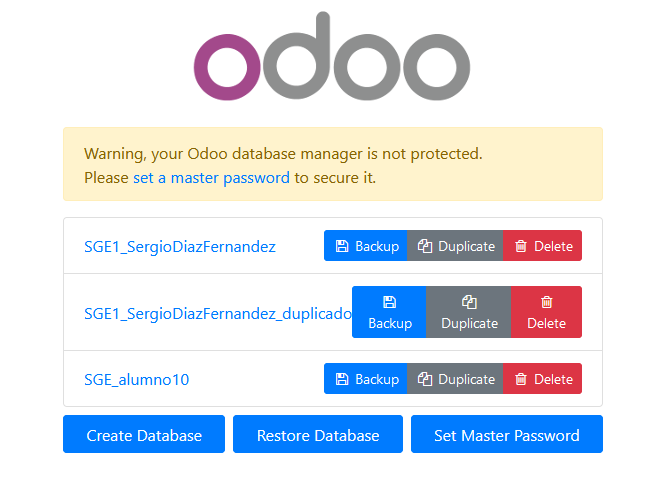 odoo
Warning, your Odoo database manager is not protected.
Please set a master password to secure it.
SGE1_SergioDiazFernandez Backup Duplicate Delete
SGE1_SergioDiazFernandez_duplicado Backup Duplicate Delete
SGE_alumno10 Backup Duplicate Delete
Create Database Restore Database Set Master Password